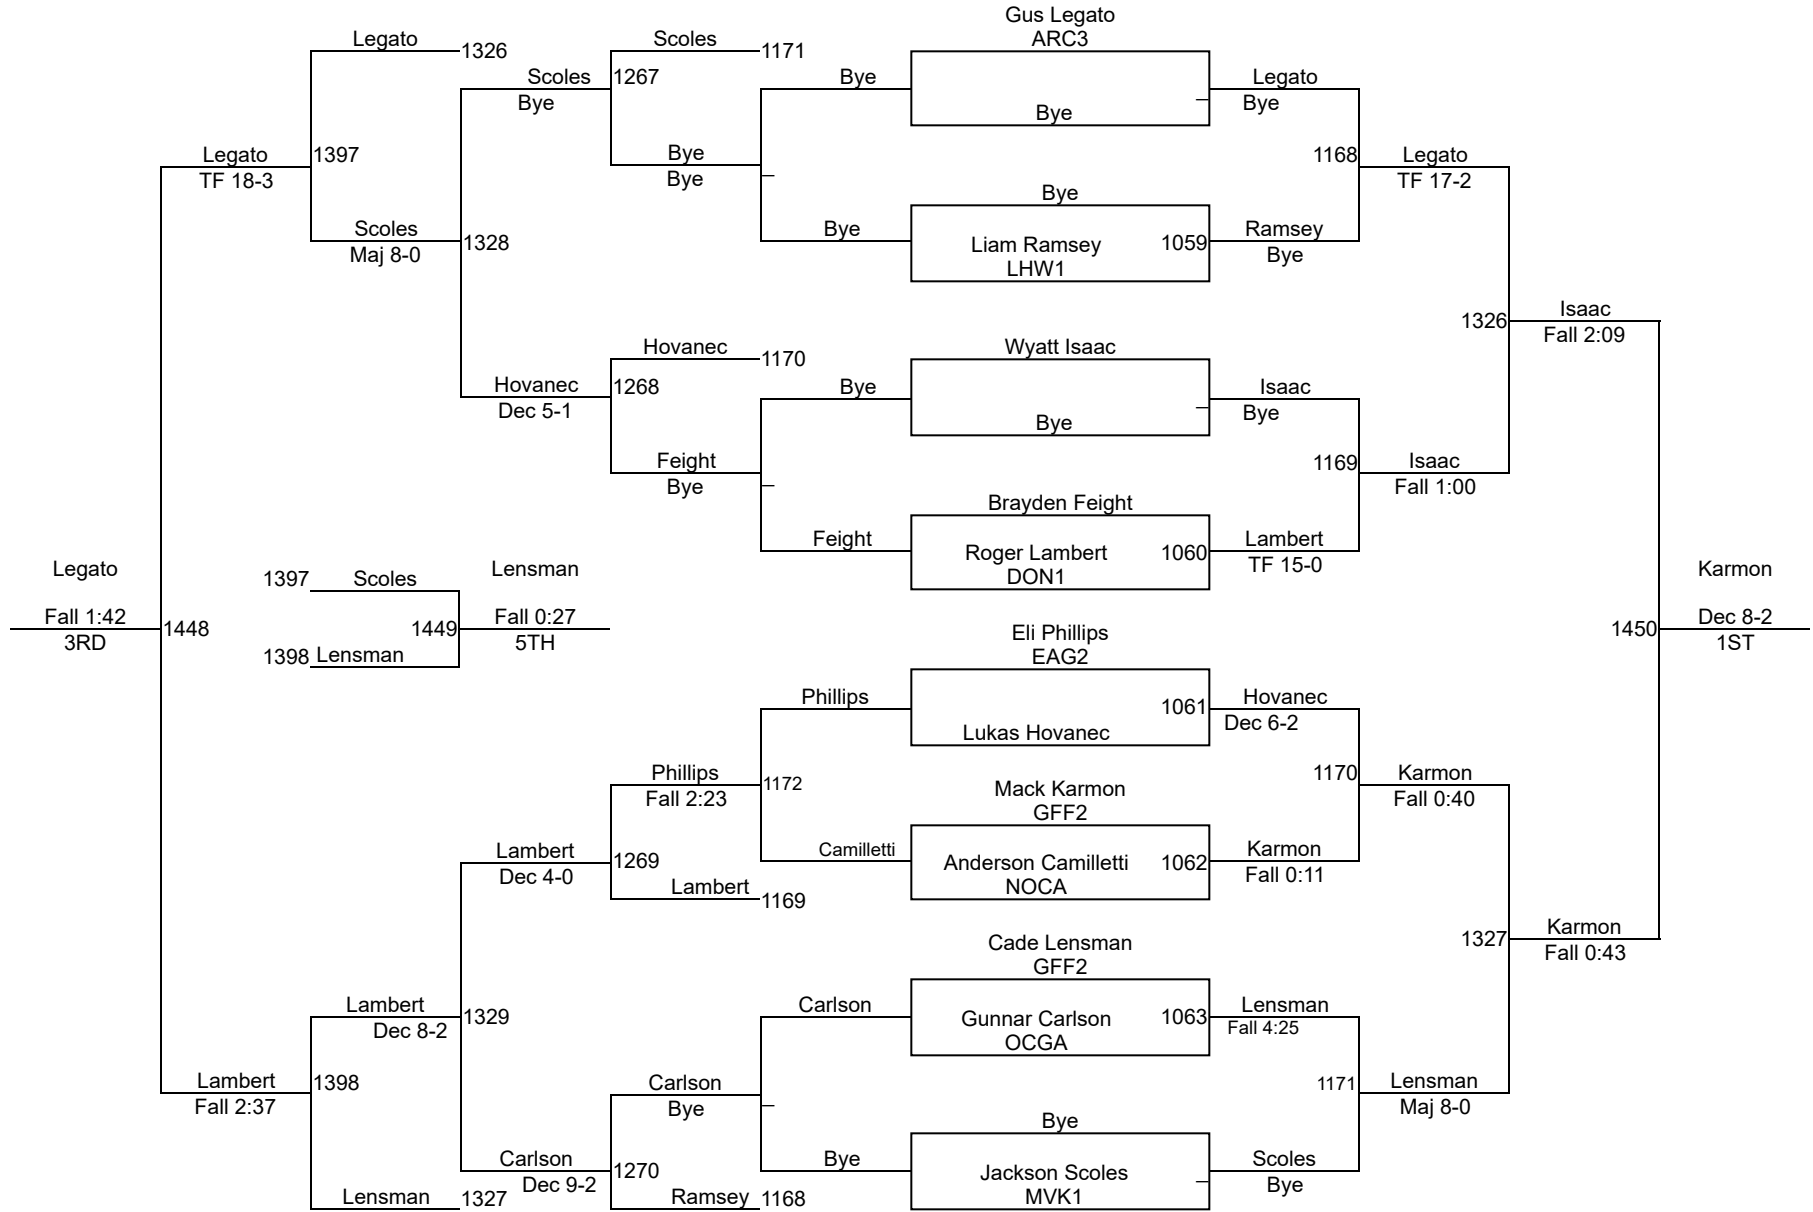 Gus Legato
Legato
Scoles
ARC3
1326
1171
Scoles
1267
Bye
Legato
Bye
Bye
Bye
Bye
Legato
1397
Bye
1168
Legato
TF 18-3
Bye
TF 17-2
Bye
Scoles
1328
Bye
Liam Ramsey
1059
Ramsey
Maj 8-0
LHW1
Bye
Isaac
1326
Fall 2:09
Hovanec
1170
Wyatt Isaac
Hovanec
1268
Bye
Isaac
Dec 5-1
Bye
Bye
Feight
1169
Isaac
Bye
Fall 1:00
Brayden Feight
Feight
Roger Lambert
1060
Lambert
DON1
TF 15-0
Legato
1397
Scoles
Lensman
Karmon
Fall 1:42
1448
1449
Fall 0:27
1450
Dec 8-2
3RD
5TH
1ST
1398
Lensman
Eli Phillips
EAG2
Phillips
1061
Hovanec
Lukas Hovanec
Dec 6-2
Phillips
1172
1170
Karmon
Fall 2:23
Mack Karmon
Fall 0:40
GFF2
Lambert
1269
Camilletti
Anderson Camilletti
1062
Karmon
Dec 4-0
NOCA
Fall 0:11
Lambert
1169
Karmon
1327
Fall 0:43
Cade Lensman
GFF2
Lambert
1329
Carlson
Gunnar Carlson
1063
Lensman
Dec 8-2
OCGA
Fall 4:25
Lambert
1398
Carlson
1171
Lensman
Fall 2:37
Bye
Maj 8-0
Bye
Carlson
1270
Bye
Jackson Scoles
Scoles
Dec 9-2
MVK1
Bye
Lensman
1327
Ramsey
1168